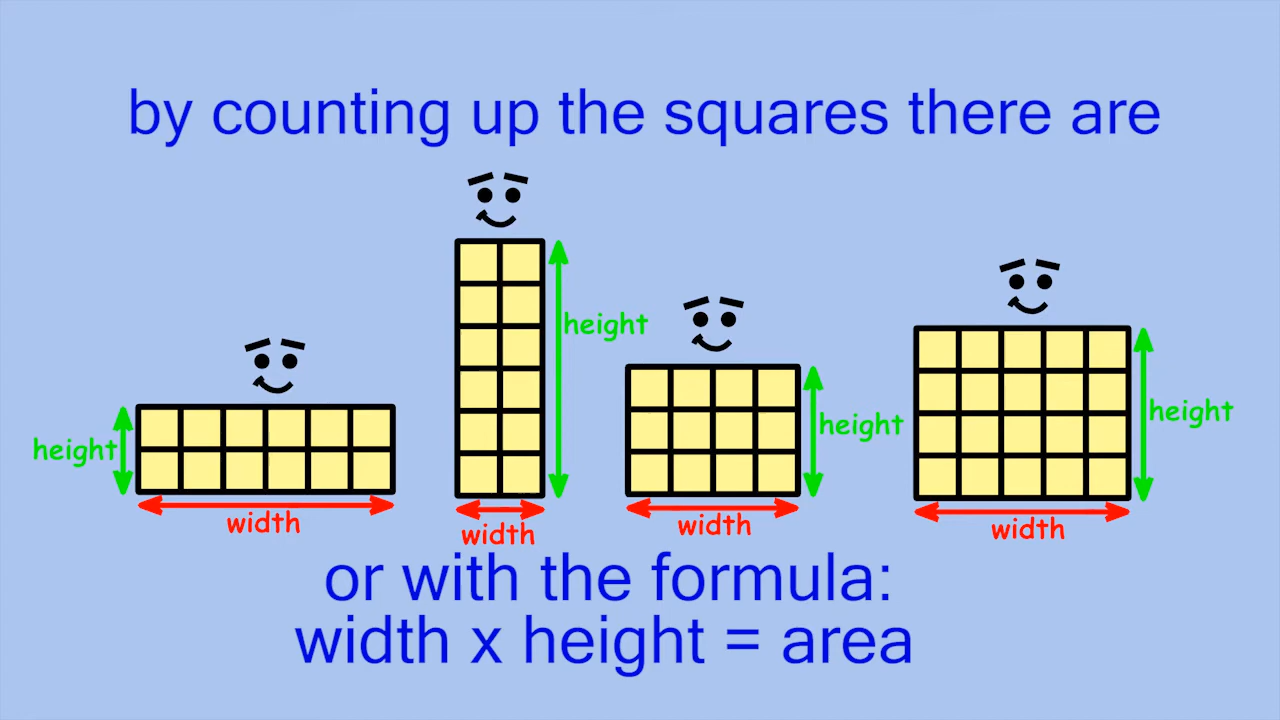 by counting up the squares there are
height
width
height
width
height
width
height
width
or with the formula:
width x height = area